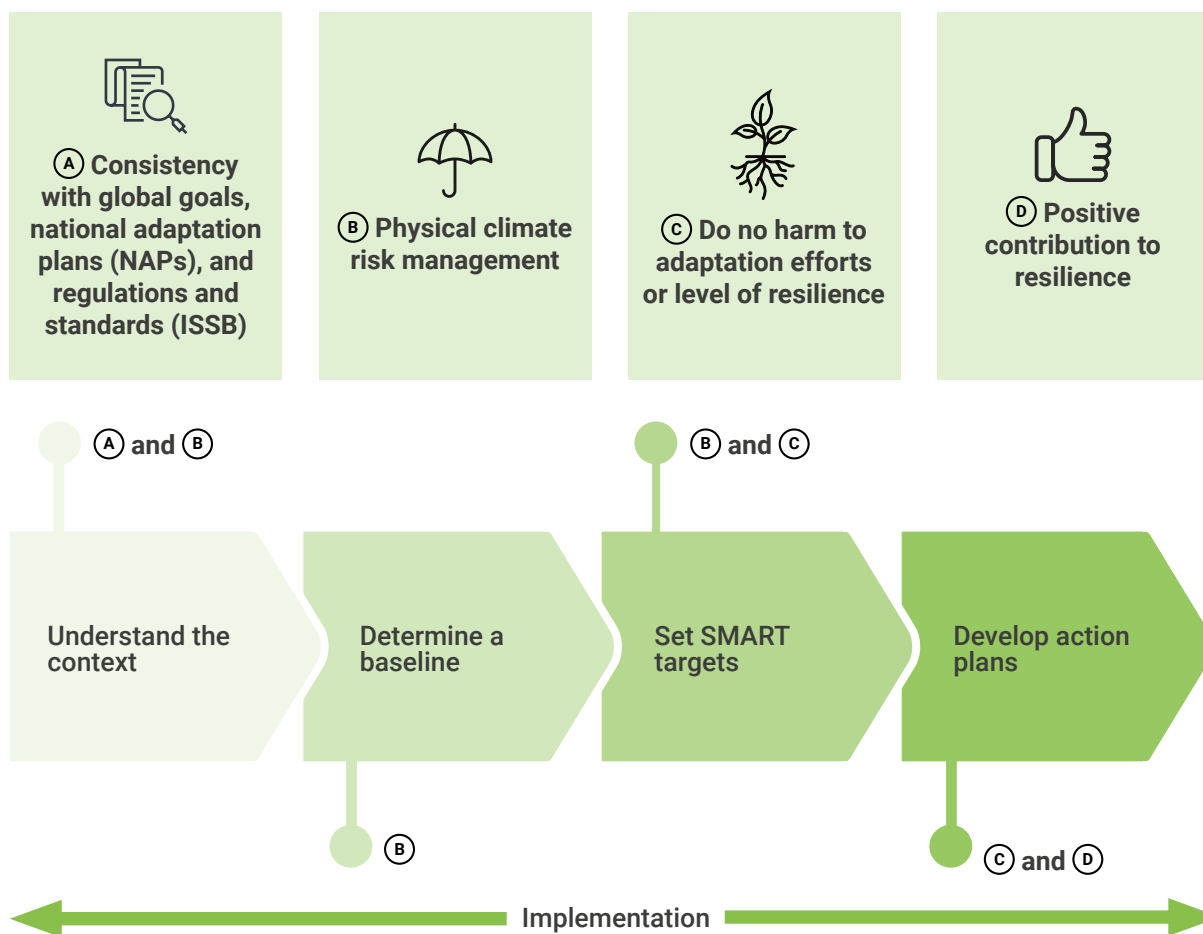 A Consistency
with global goals,
national adaptation
plans (NAPs), and
regulations and
standards (ISSB)
B Physical climate
risk management
C Do no harm to
adaptation efforts
or level of resilience
D Positive
contribution to
resilience
A and B
B and C
Understand the
context
Determine a
baseline
Set SMART
targets
Develop action
plans
B
C and D
Implementation